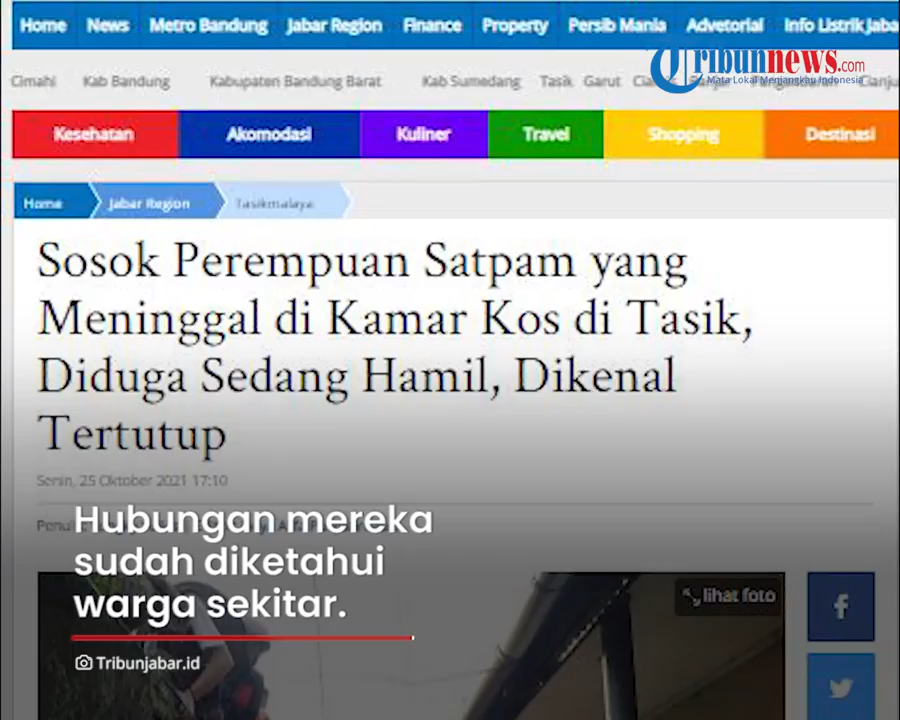 Home News Metro Bandung Jabar Region Finance Property Persib Mania Advetorial Info Listrik Jaba
Tribunnews.com
Mata Lokal Menjangkau Indonesia
Cimahi Kab Bandung Kabupaten Bandung Barat Kab Sumedang Tasik Garut
Kesehatan Akomodasi Kuliner Travel Shopping Destinasi
Home Jabar Region Tasikmalaya
Sosok Perempuan Satpam yang
Meninggal di Kamar Kos di Tasik,
Diduga Sedang Hamil, Dikenal
Tertutup
Senin, 25 Oktober 2021 17:10
Hubungan mereka
sudah diketahui
warga sekitar.
lihat foto
Tribunjabar.id